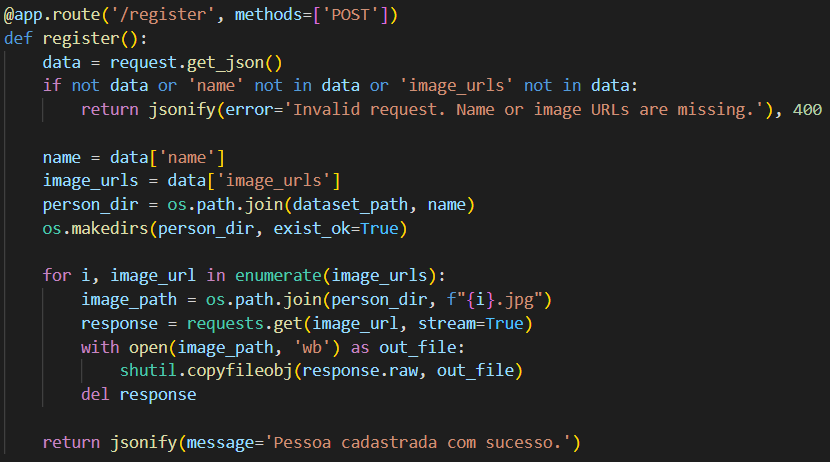 @app.route('/register', methods=['POST'])
def register():
    data = request.get_json()
    if not data or 'name' not in data or 'image_urls' not in data:
        return jsonify(error='Invalid request. Name or image URLs are missing.'), 400

    name = data['name']
    image_urls = data['image_urls']
    person_dir = os.path.join(dataset_path, name)
    os.makedirs(person_dir, exist_ok=True)

    for i, image_url in enumerate(image_urls):
        image_path = os.path.join(person_dir, f"{i}.jpg")
        response = requests.get(image_url, stream=True)
        with open(image_path, 'wb') as out_file:
            shutil.copyfileobj(response.raw, out_file)
        del response

    return jsonify(message='Pessoa cadastrada com sucesso.')